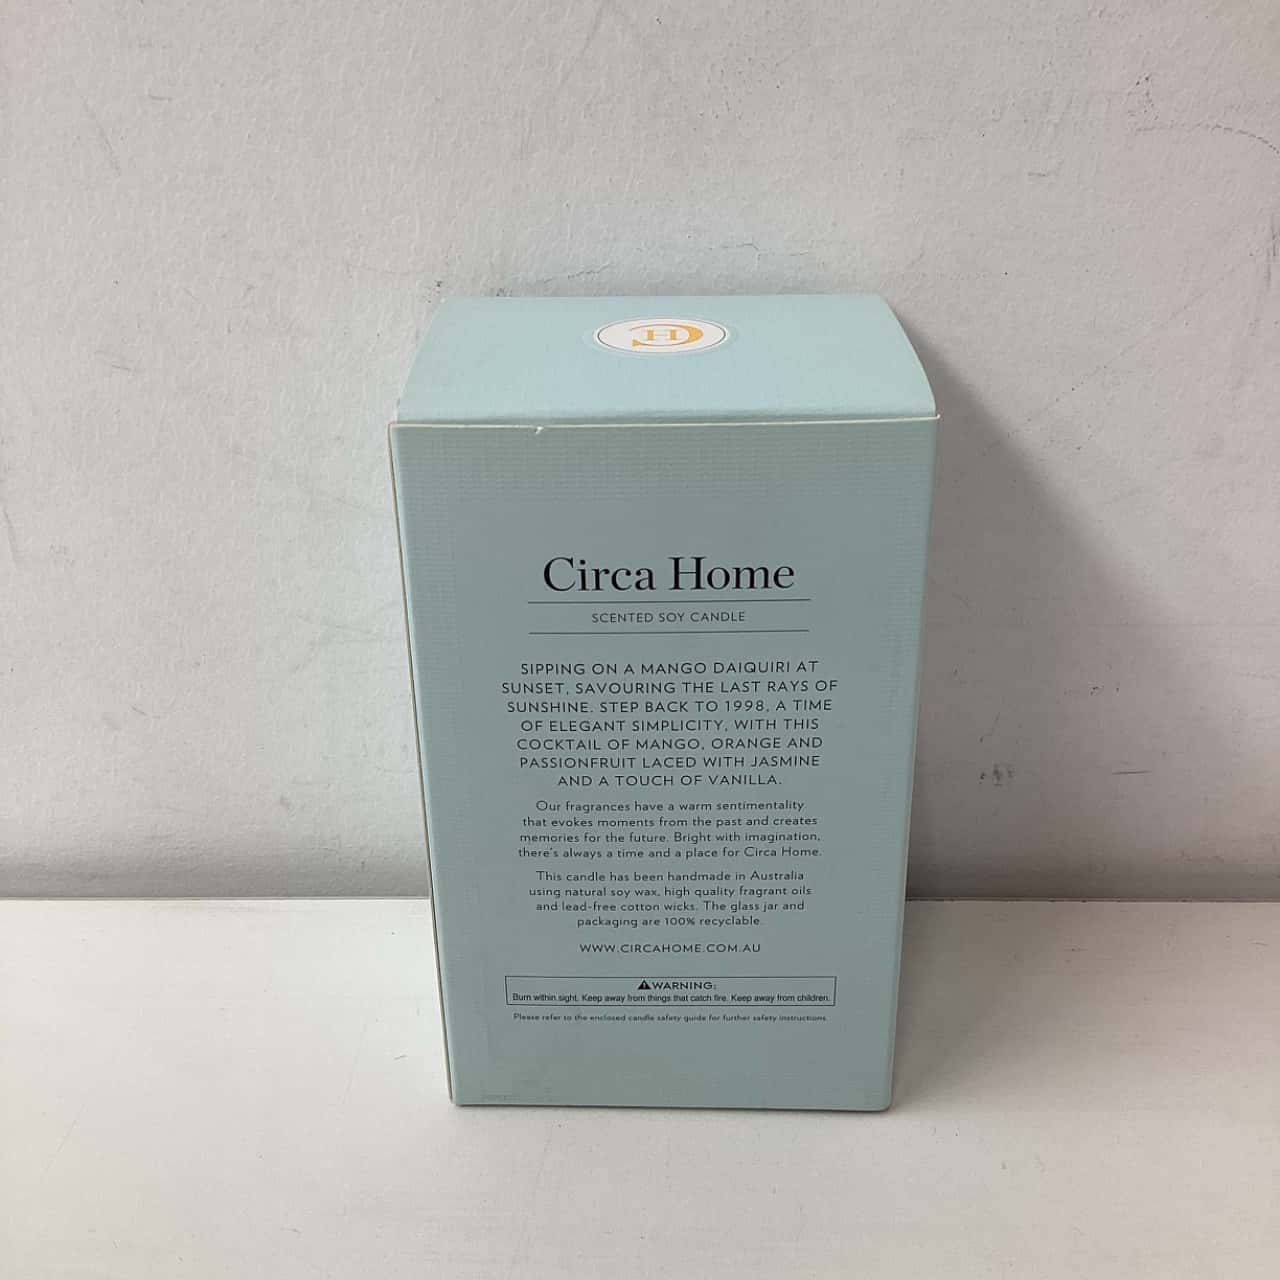 CH
Circa Home
SCENTED SOY CANDLE
SIPPING ON A MANGO DAIQUIRI AT
SUNSET, SAVOURING THE LAST RAYS OF
SUNSHINE. STEP BACK TO 1998, A TIME
OF ELEGANT SIMPLICITY, WITH THIS
COCKTAIL OF MANGO, ORANGE AND
PASSIONFRUIT LACED WITH JASMINE
AND A TOUCH OF VANILLA.
Our fragrances have a warm sentimentality
that evokes moments from the past and creates
memories for the future. Bright with imagination,
there's always a time and a place for Circa Home.
This candle has been handmade in Australia
using natural soy wax, high quality fragrant oils
and lead-free cotton wicks. The glass jar and
packaging are 100% recyclable.
WWW.CIRCAHOME.COM.AU
WARNING:
Burn within sight. Keep away from things that catch fire. Keep away from children.
Please refer to the enclosed candle safety guide for further safety instructions.